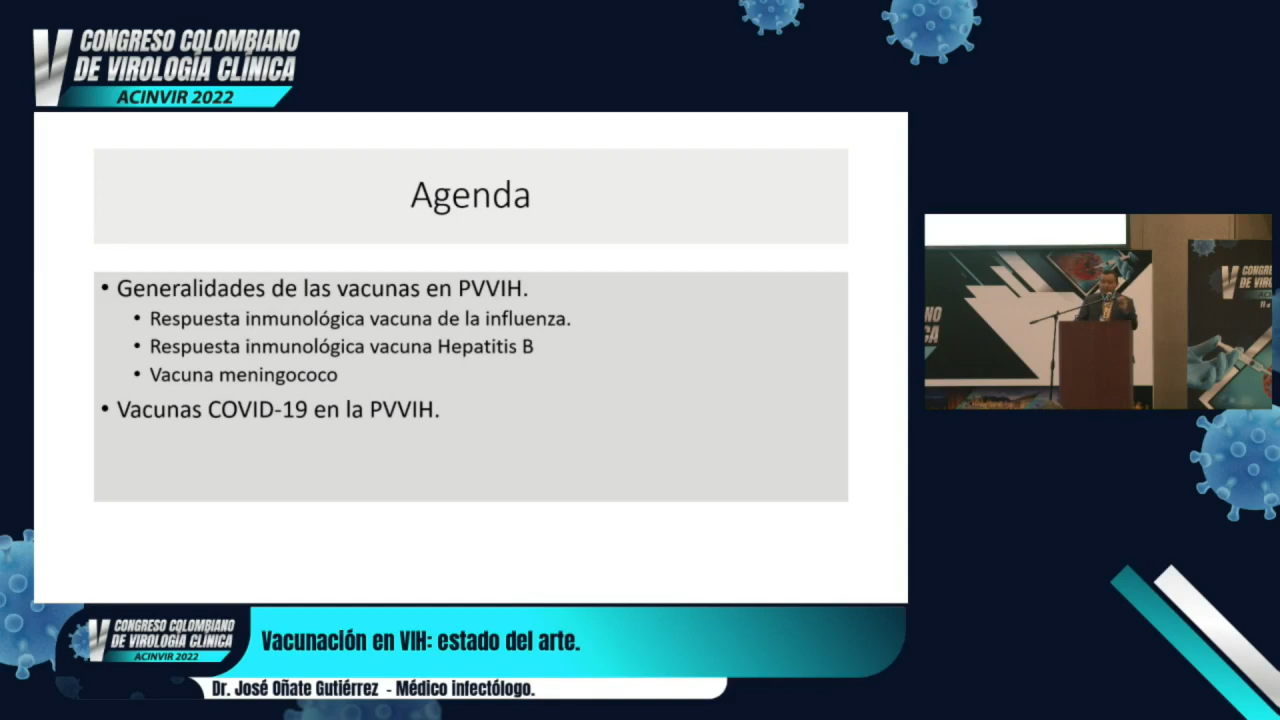 V CONGRESO COLOMBIANO
DE VIROLOGÍA CLÍNICA
ACINVIR 2022
Agenda
• Generalidades de las vacunas en PVVIH.
• Respuesta inmunológica vacuna de la influenza.
• Respuesta inmunológica vacuna Hepatitis B
• Vacuna meningococo
• Vacunas COVID-19 en la PVVIH.
V CONGRESO COLOMBIANO
DE VIROLOGÍA CLÍNICA
ACINVIR 2022
Vacunación en VIH: estado del arte.
Dr. José Oñate Gutiérrez - Médico infectólogo.